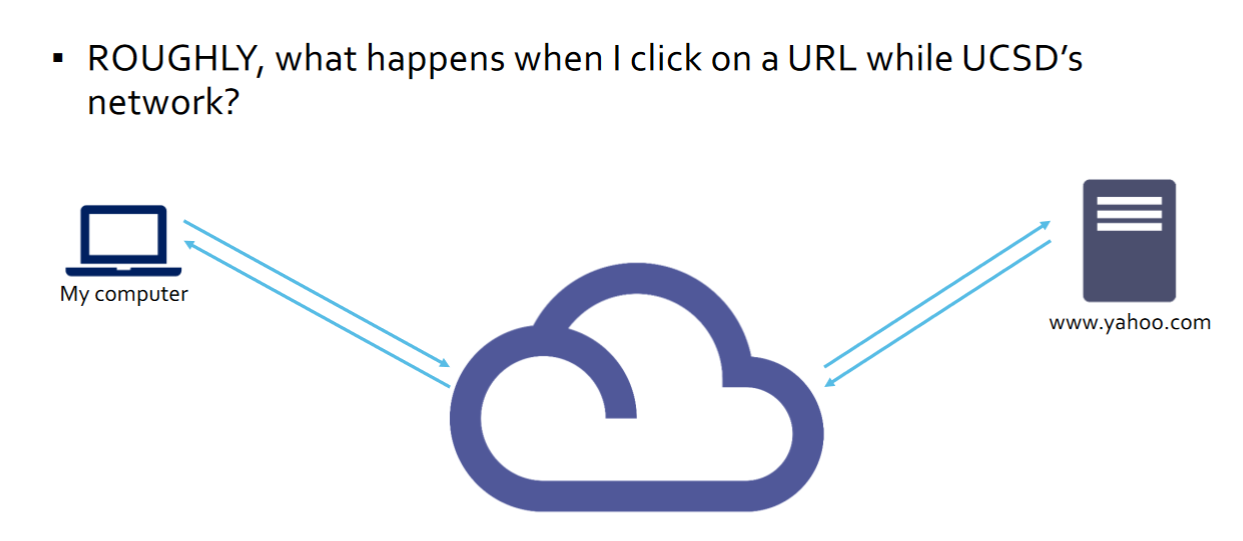 ▪ ROUGHLY, what happens when I click on a URL while UCSD's
network?
My computer
www.yahoo.com